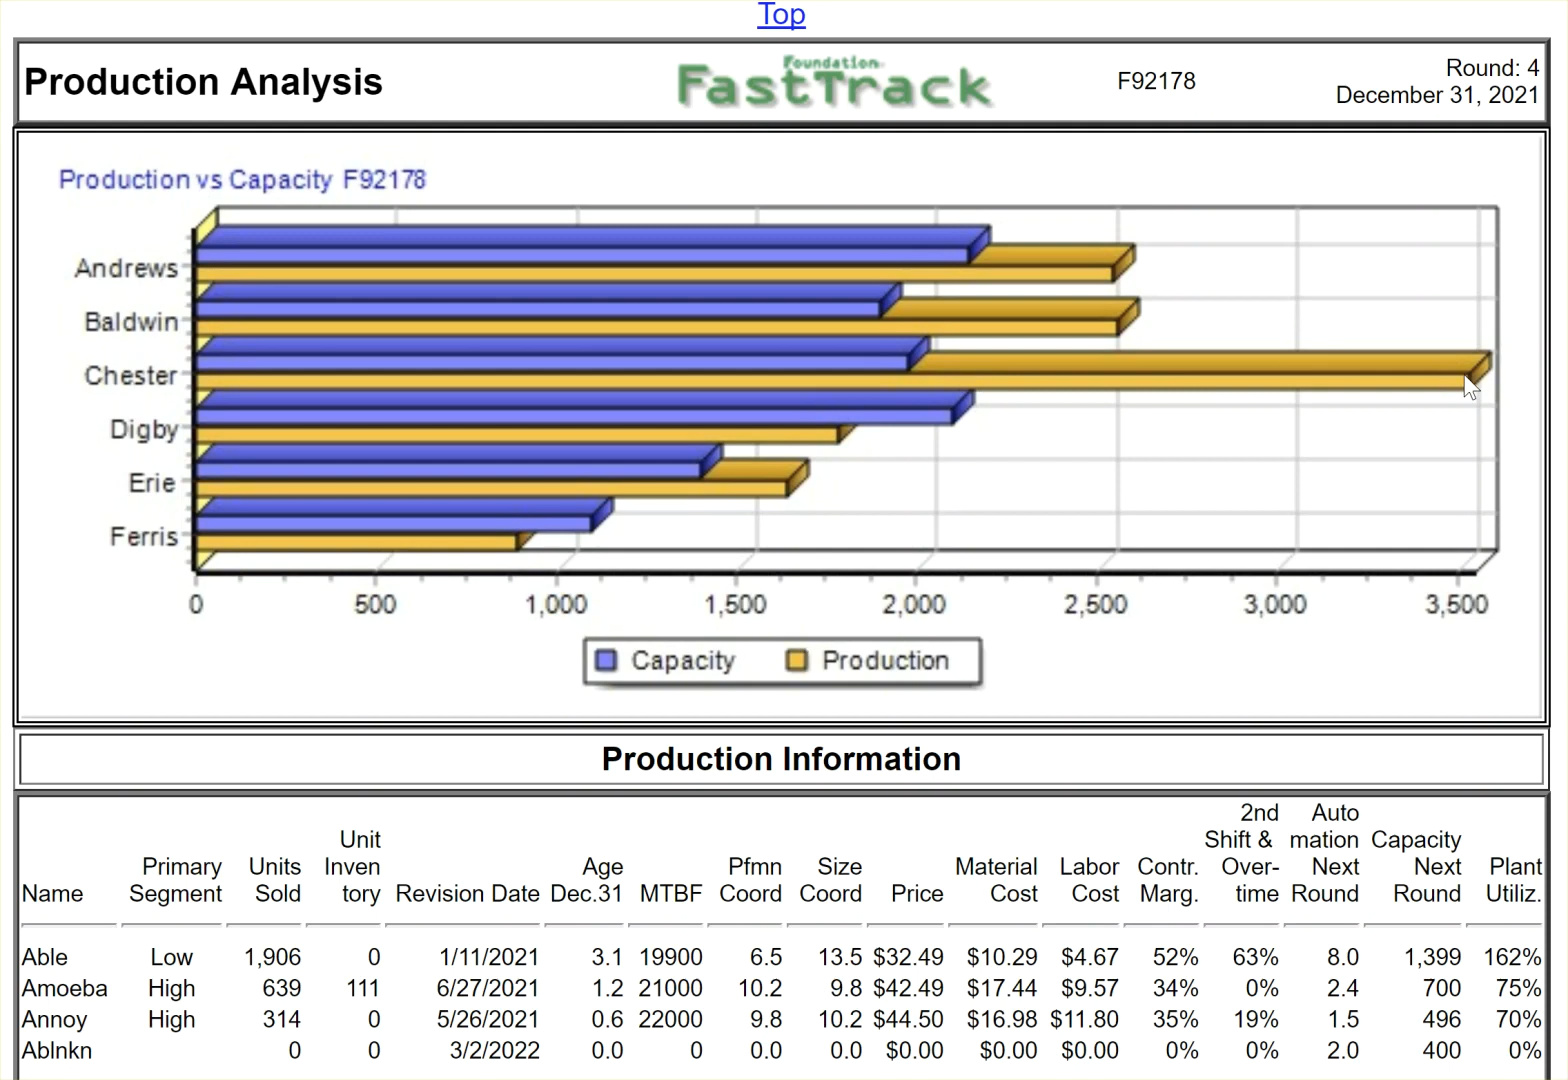 Top
Production Analysis
Foundation
FastTrack
F92178
Round: 4
December 31, 2021
Production vs Capacity F92178
Andrews
Baldwin
Chester
Digby
Erie
Ferris
0 500 1,000 1,500 2,000 2,500 3,000 3,500
Capacity Production
Production Information
2nd Auto
Unit Shift & mation Capacity
Primary Units Inven Age Pfmn Size Material Labor Contr. Over- Next Next Plant
Name Segment Sold tory Revision Date Dec.31 MTBF Coord Coord Price Cost Cost Marg. time Round Round Utiliz.
Able Low 1,906 0 1/11/2021 3.1 19900 6.5 13.5 $32.49 $10.29 $4.67 52% 63% 8.0 1,399 162%
Amoeba High 639 111 6/27/2021 1.2 21000 10.2 9.8 $42.49 $17.44 $9.57 34% 0% 2.4 700 75%
Annoy High 314 0 5/26/2021 0.6 22000 9.8 10.2 $44.50 $16.98 $11.80 35% 19% 1.5 496 70%
Ablnkn 0 0 3/2/2022 0.0 0 0.0 0.0 $0.00 $0.00 $0.00 0% 0% 2.0 400 0%